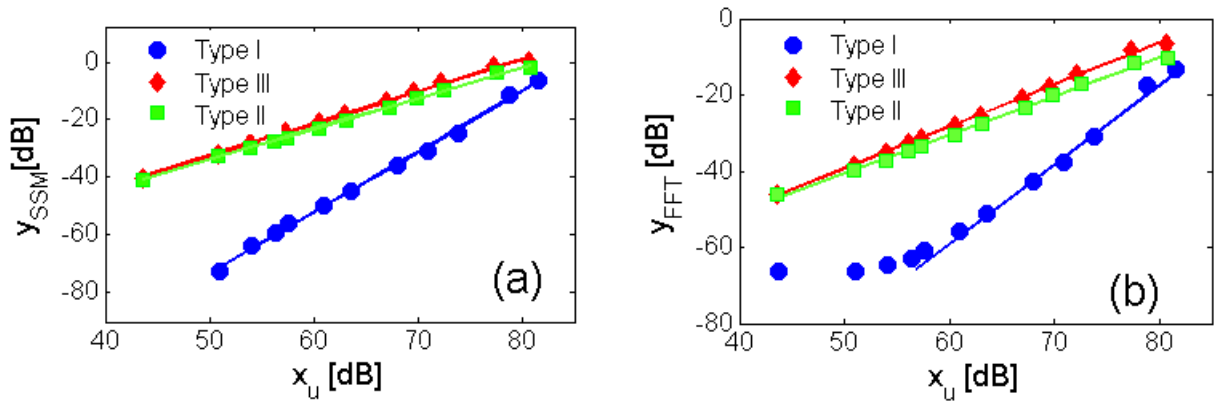 0
-20
-40
-60
-80
y_SSM [dB]
Type I
Type III
Type II
(a)
40 50 60 70 80
x_u [dB]
0
-20
-40
-60
-80
y_FFT [dB]
Type I
Type III
Type II
(b)
40 50 60 70 80
x_u [dB]